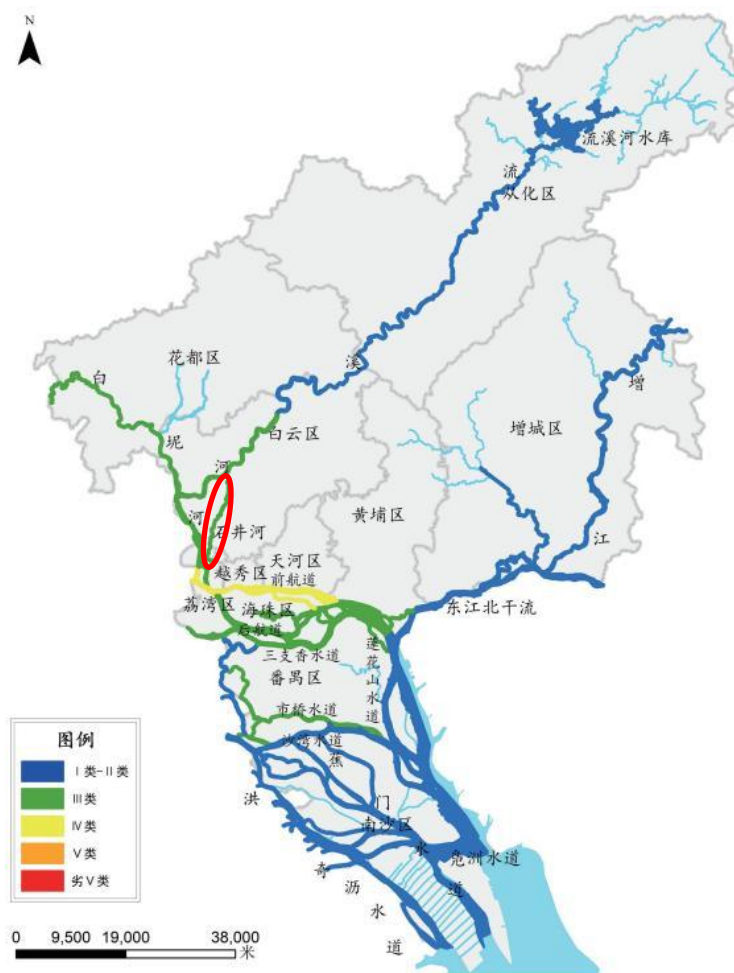 N
流溪河水库
流
从化区
溪
花都区
白
坭
增
增城区
白云区
河
河
石井河
黄埔区
江
天河区
越秀区
前航道
荔湾区
海珠区
后航道
东江北干流
三支香水道
莲花山水道
番禺区
市桥水道
沙湾水道
蕉
门
洪
南沙区
水
凫洲水道
奇
道
沥
水
道
图例
Ⅰ类-Ⅱ类
Ⅲ类
Ⅳ类
Ⅴ类
劣Ⅴ类
0 9,500 19,000 38,000
米